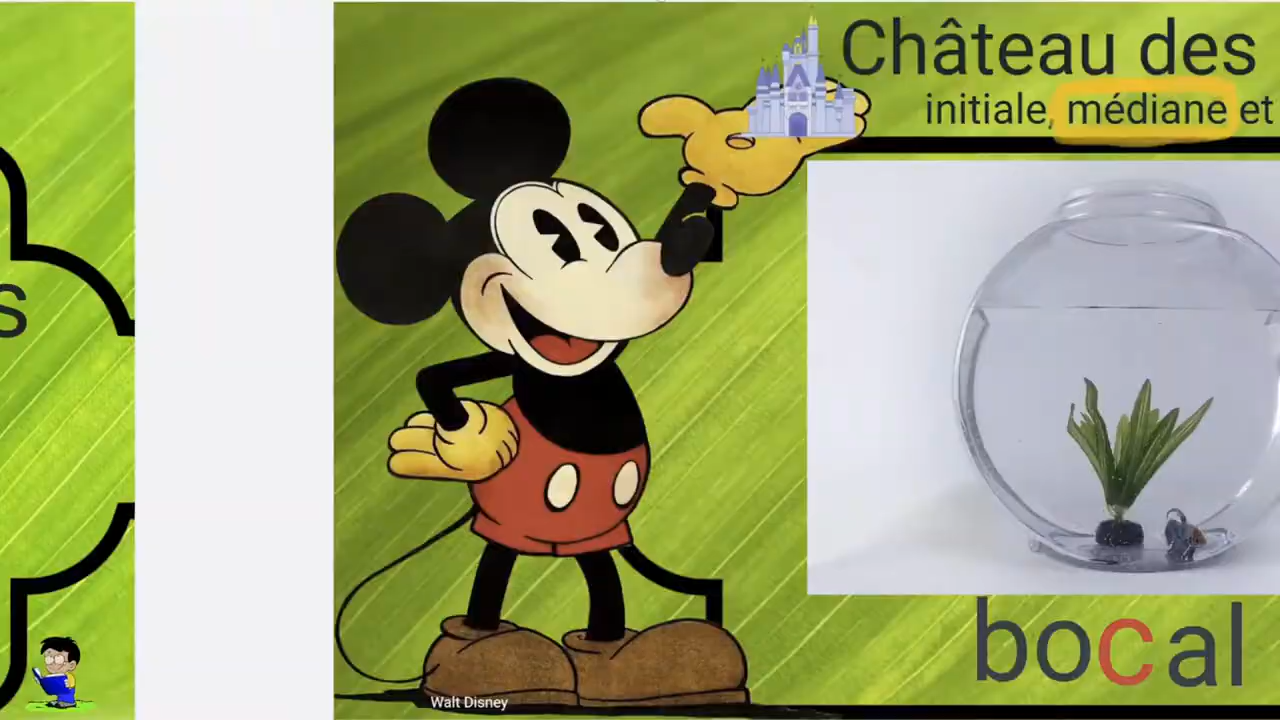 s
Château des
initiale, médiane et
bocal
Walt Disney